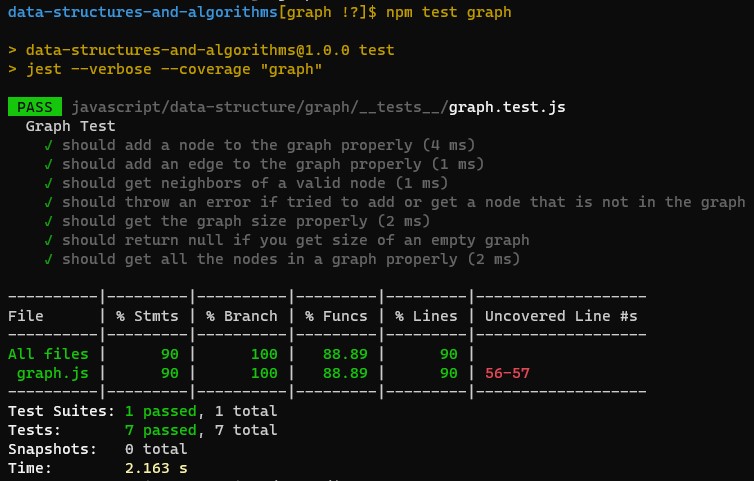 data-structures-and-algorithms[graph !?]$ npm test graph
> data-structures-and-algorithms@1.0.0 test
> jest --verbose --coverage "graph"
PASS javascript/data-structure/graph/__tests__/graph.test.js
Graph Test
✓ should add a node to the graph properly (4 ms)
✓ should add an edge to the graph properly (1 ms)
✓ should get neighbors of a valid node (1 ms)
✓ should throw an error if tried to add or get a node that is not in the graph
✓ should get the graph size properly (2 ms)
✓ should return null if you get size of an empty graph
✓ should get all the nodes in a graph properly (2 ms)
----------|---------|----------|---------|---------|-------------------
File      | % Stmts | % Branch | % Funcs | % Lines | Uncovered Line #s
----------|---------|----------|---------|---------|-------------------
All files |      90 |      100 |   88.89 |      90 |
 graph.js |      90 |      100 |   88.89 |      90 | 56-57
----------|---------|----------|---------|---------|-------------------
Test Suites: 1 passed, 1 total
Tests:       7 passed, 7 total
Snapshots:   0 total
Time:        2.163 s